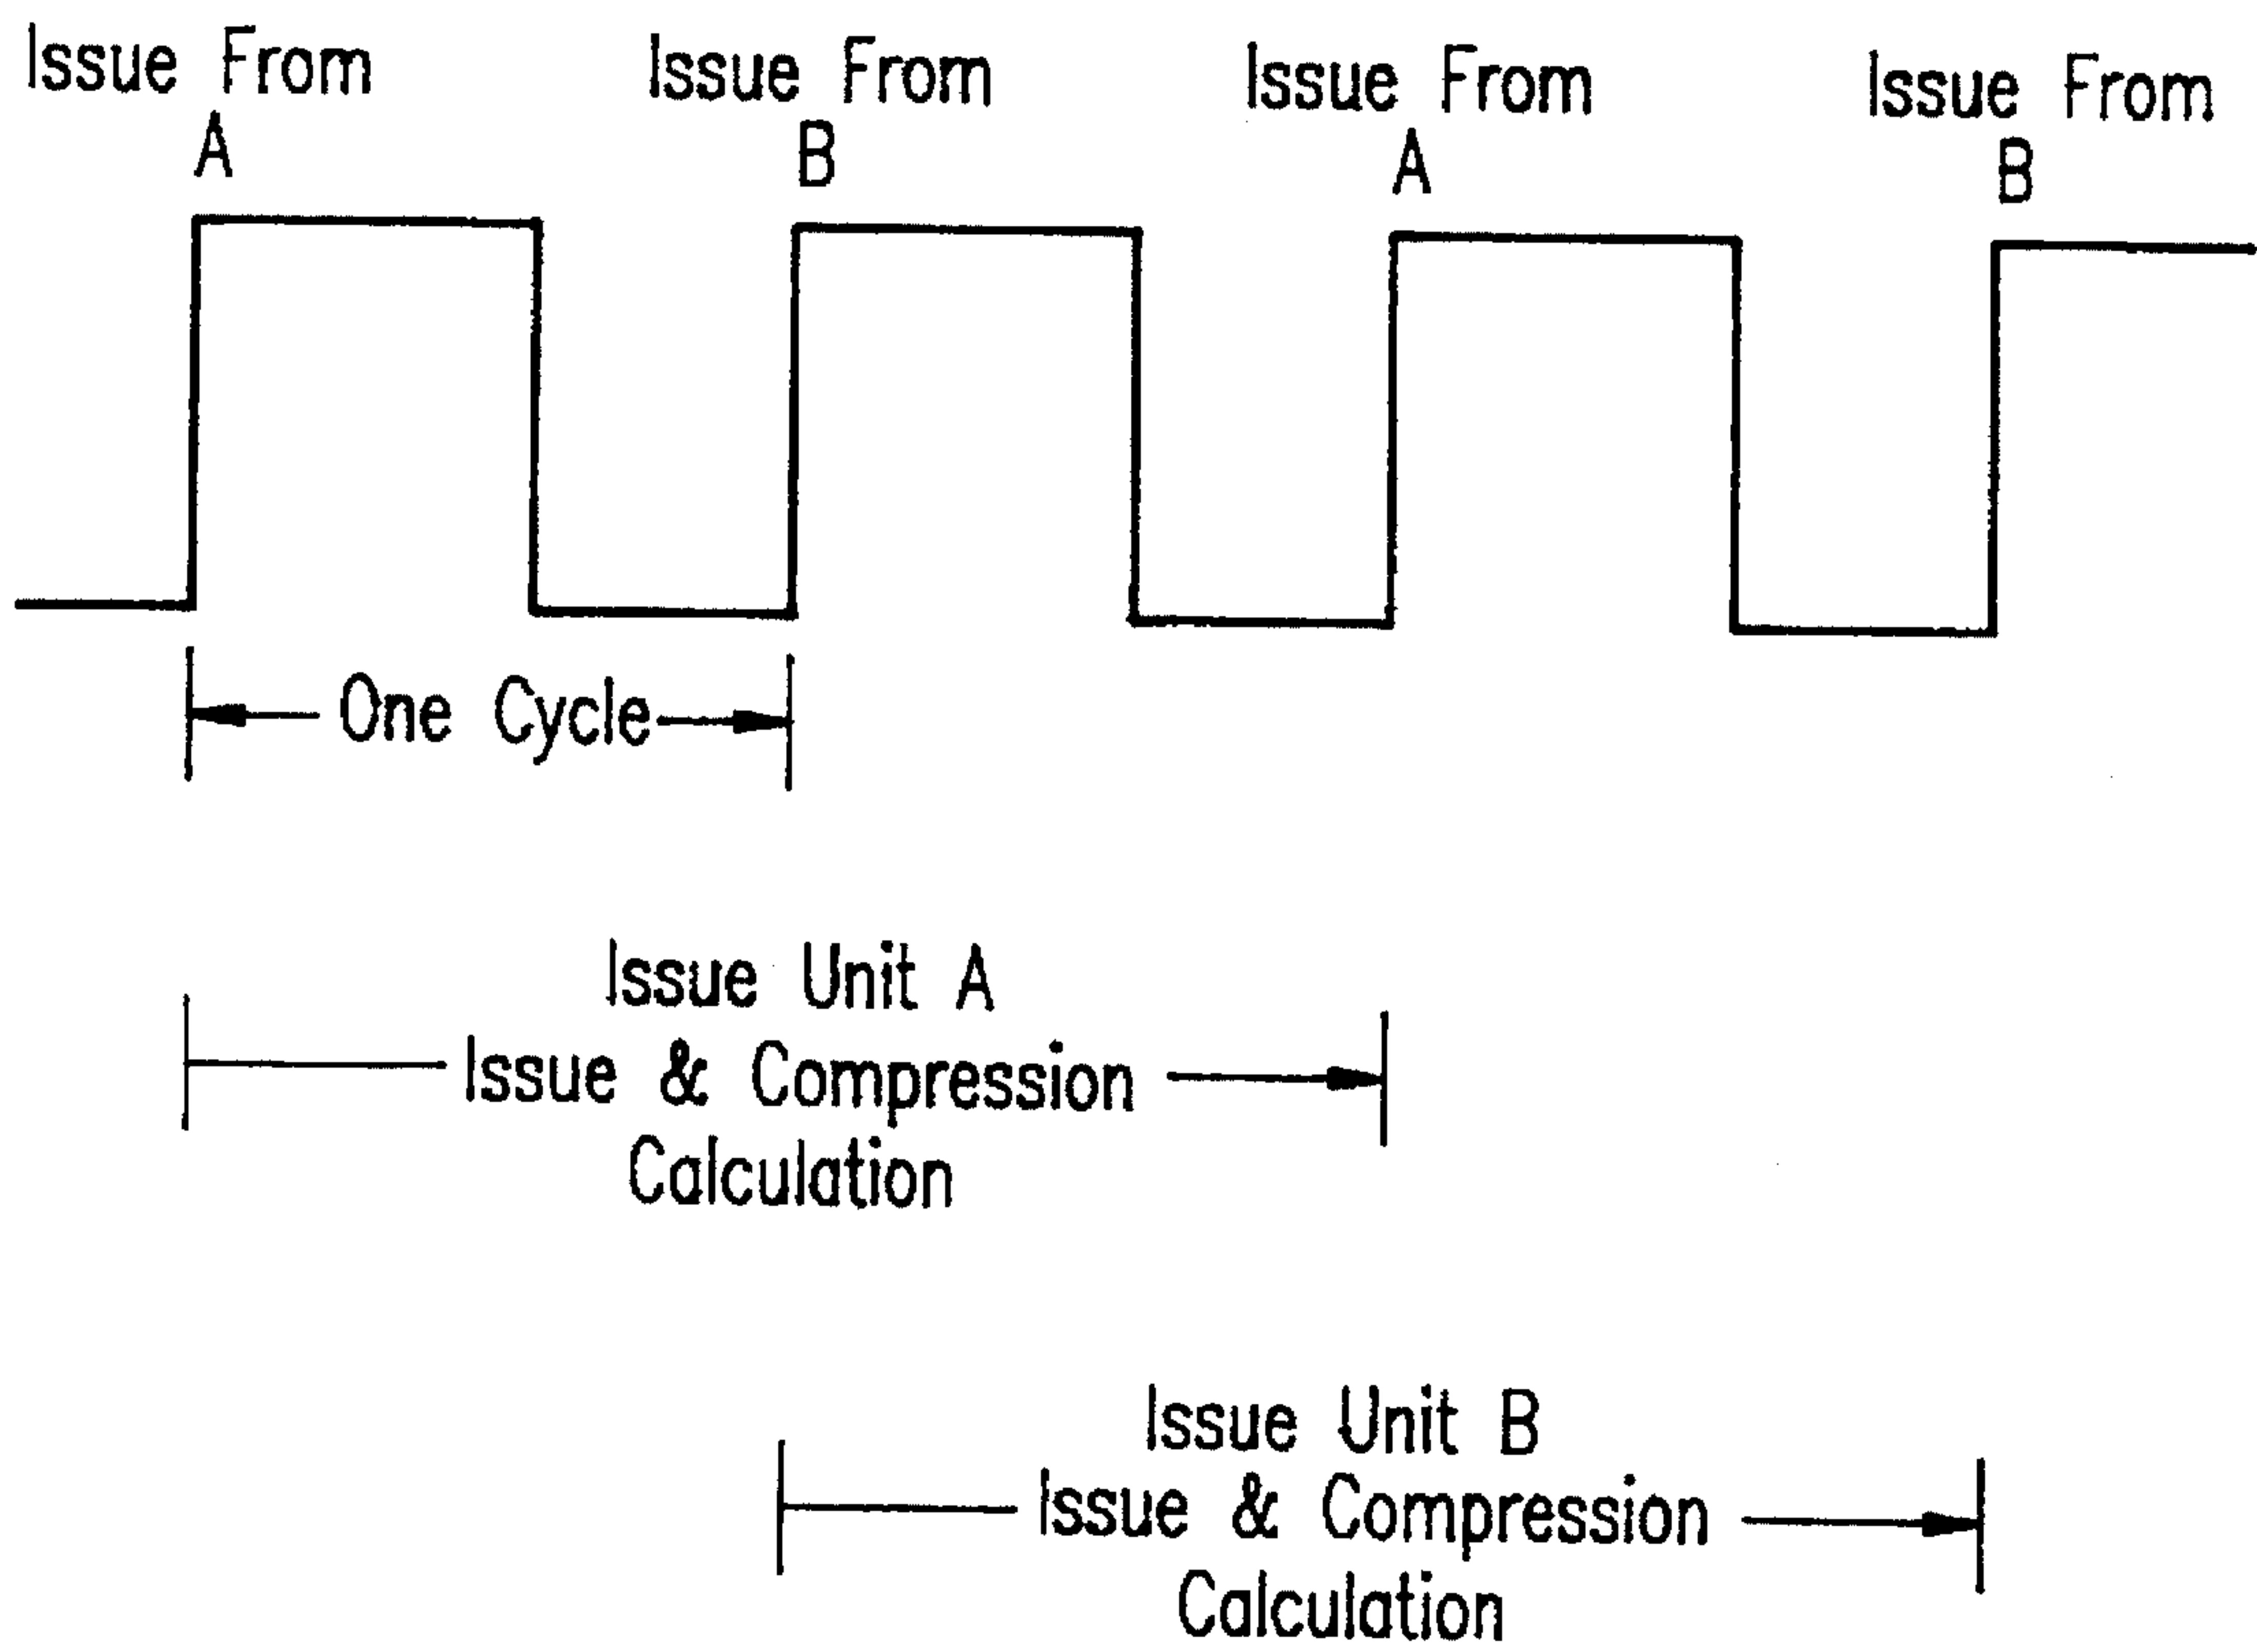 Issue From
A
Issue From
B
Issue From
A
Issue From
B
One Cycle
Issue Unit A
Issue & Compression
Calculation
Issue Unit B
Issue & Compression
Calculation